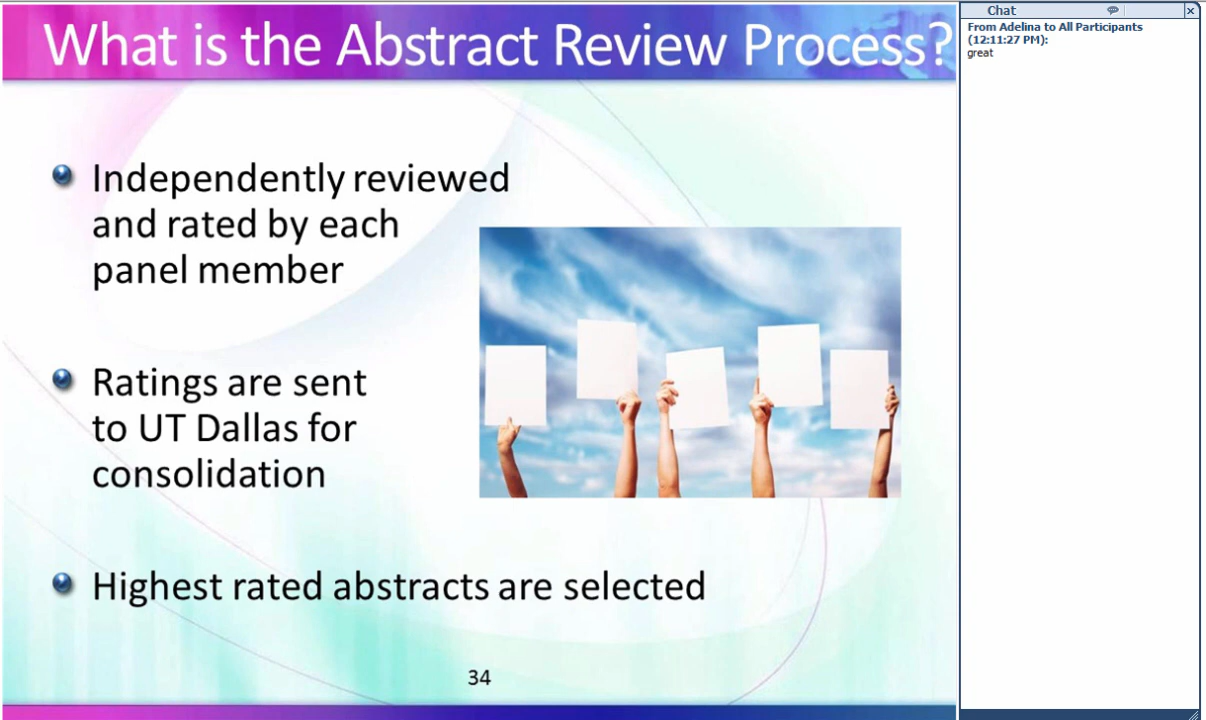 What is the Abstract Review Process?
Independently reviewed
and rated by each
panel member
Ratings are sent
to UT Dallas for
consolidation
Highest rated abstracts are selected
34
Chat
From Adelina to All Participants
(12:11:27 PM):
great